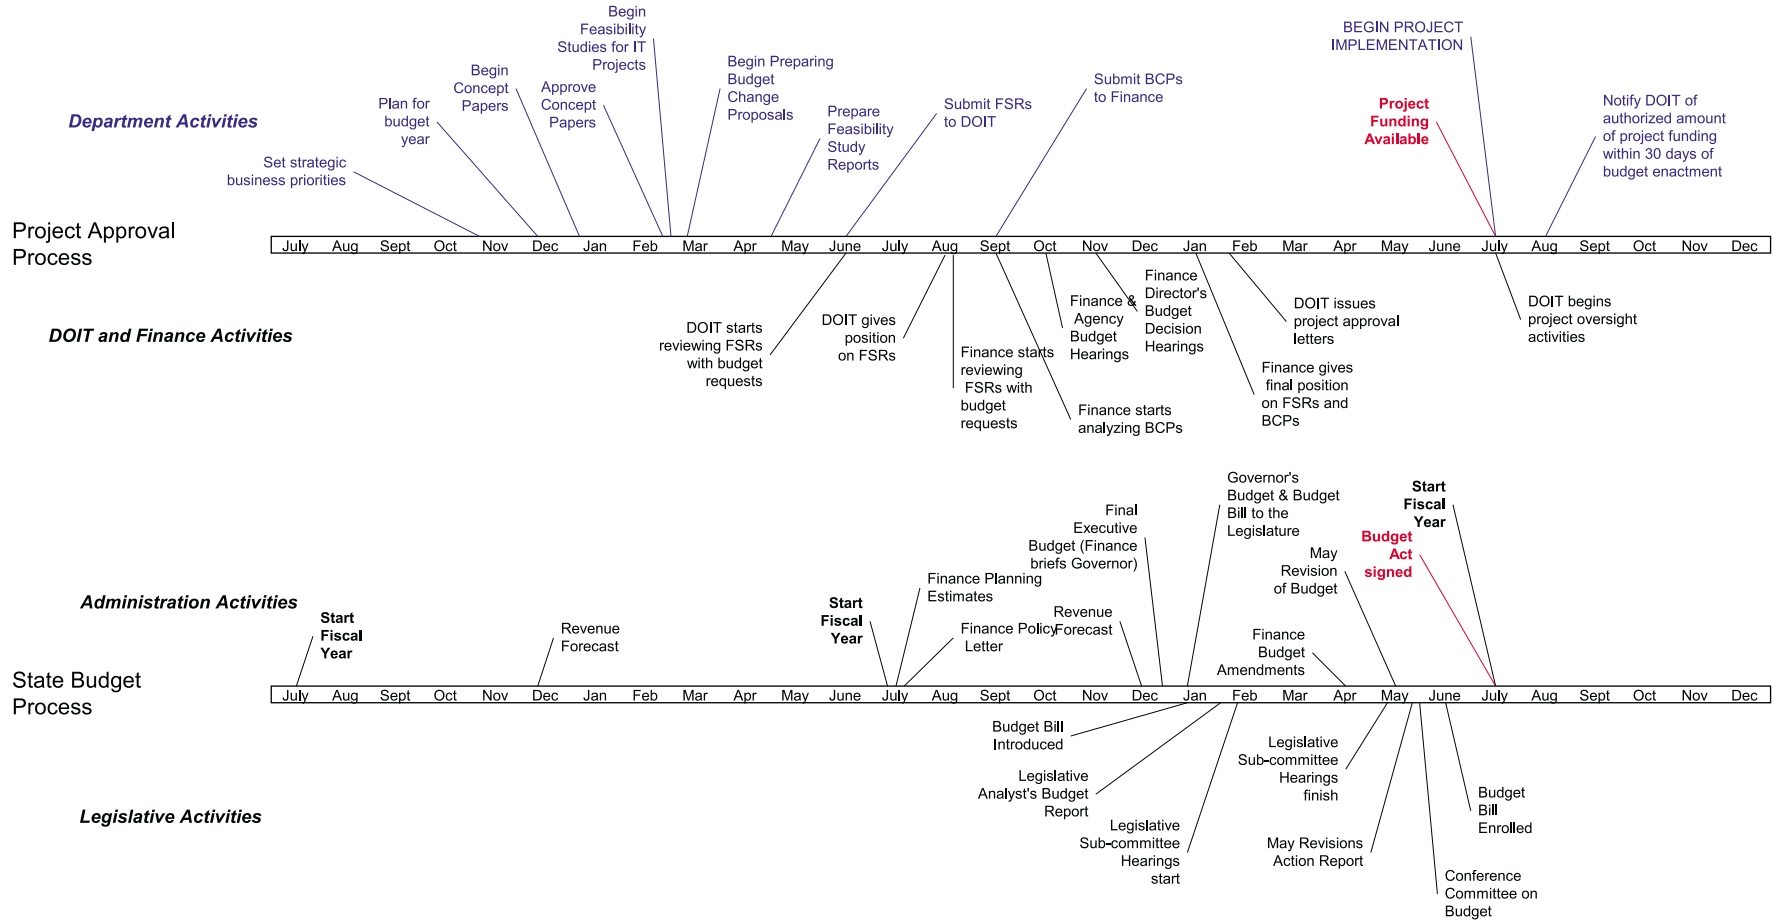 Begin
Feasibility
Studies for IT
Projects
BEGIN PROJECT
IMPLEMENTATION
Begin
Concept
Papers
Approve
Concept
Papers
Begin Preparing
Budget
Change
Proposals
Submit BCPs
to Finance
Plan for
budget
year
Prepare
Feasibility
Study
Reports
Submit FSRs
to DOIT
Project
Funding
Available
Notify DOIT of
authorized amount
of project funding
within 30 days of
budget enactment
Department Activities
Set strategic
business priorities
Project Approval
Process
July Aug Sept Oct Nov Dec Jan Feb Mar Apr May June July Aug Sept Oct Nov Dec Jan Feb Mar Apr May June July Aug Sept Oct Nov Dec
DOIT and Finance Activities
DOIT starts
reviewing FSRs
with budget
requests
DOIT gives
position
on FSRs
Finance starts
reviewing
FSRs with
budget
requests
Finance &
Agency
Budget
Hearings
Finance starts
analyzing BCPs
Finance
Director's
Budget
Decision
Hearings
Finance gives
final position
on FSRs and
BCPs
DOIT issues
project approval
letters
DOIT begins
project oversight
activities
Governor's
Budget & Budget
Bill to the
Legislature
Start
Fiscal
Year
Final
Executive
Budget (Finance
briefs Governor)
Budget
Act
signed
May
Revision
of Budget
Administration Activities
Start
Fiscal
Year
Revenue
Forecast
Start
Fiscal
Year
Finance Planning
Estimates
Finance Policy
Letter
Revenue
Forecast
Finance
Budget
Amendments
State Budget
Process
July Aug Sept Oct Nov Dec Jan Feb Mar Apr May June July Aug Sept Oct Nov Dec Jan Feb Mar Apr May June July Aug Sept Oct Nov Dec
Budget Bill
Introduced
Legislative
Analyst's Budget
Report
Legislative
Sub-committee
Hearings
start
Legislative
Sub-committee
Hearings
finish
May Revisions
Action Report
Budget
Bill
Enrolled
Conference
Committee on
Budget
Legislative Activities